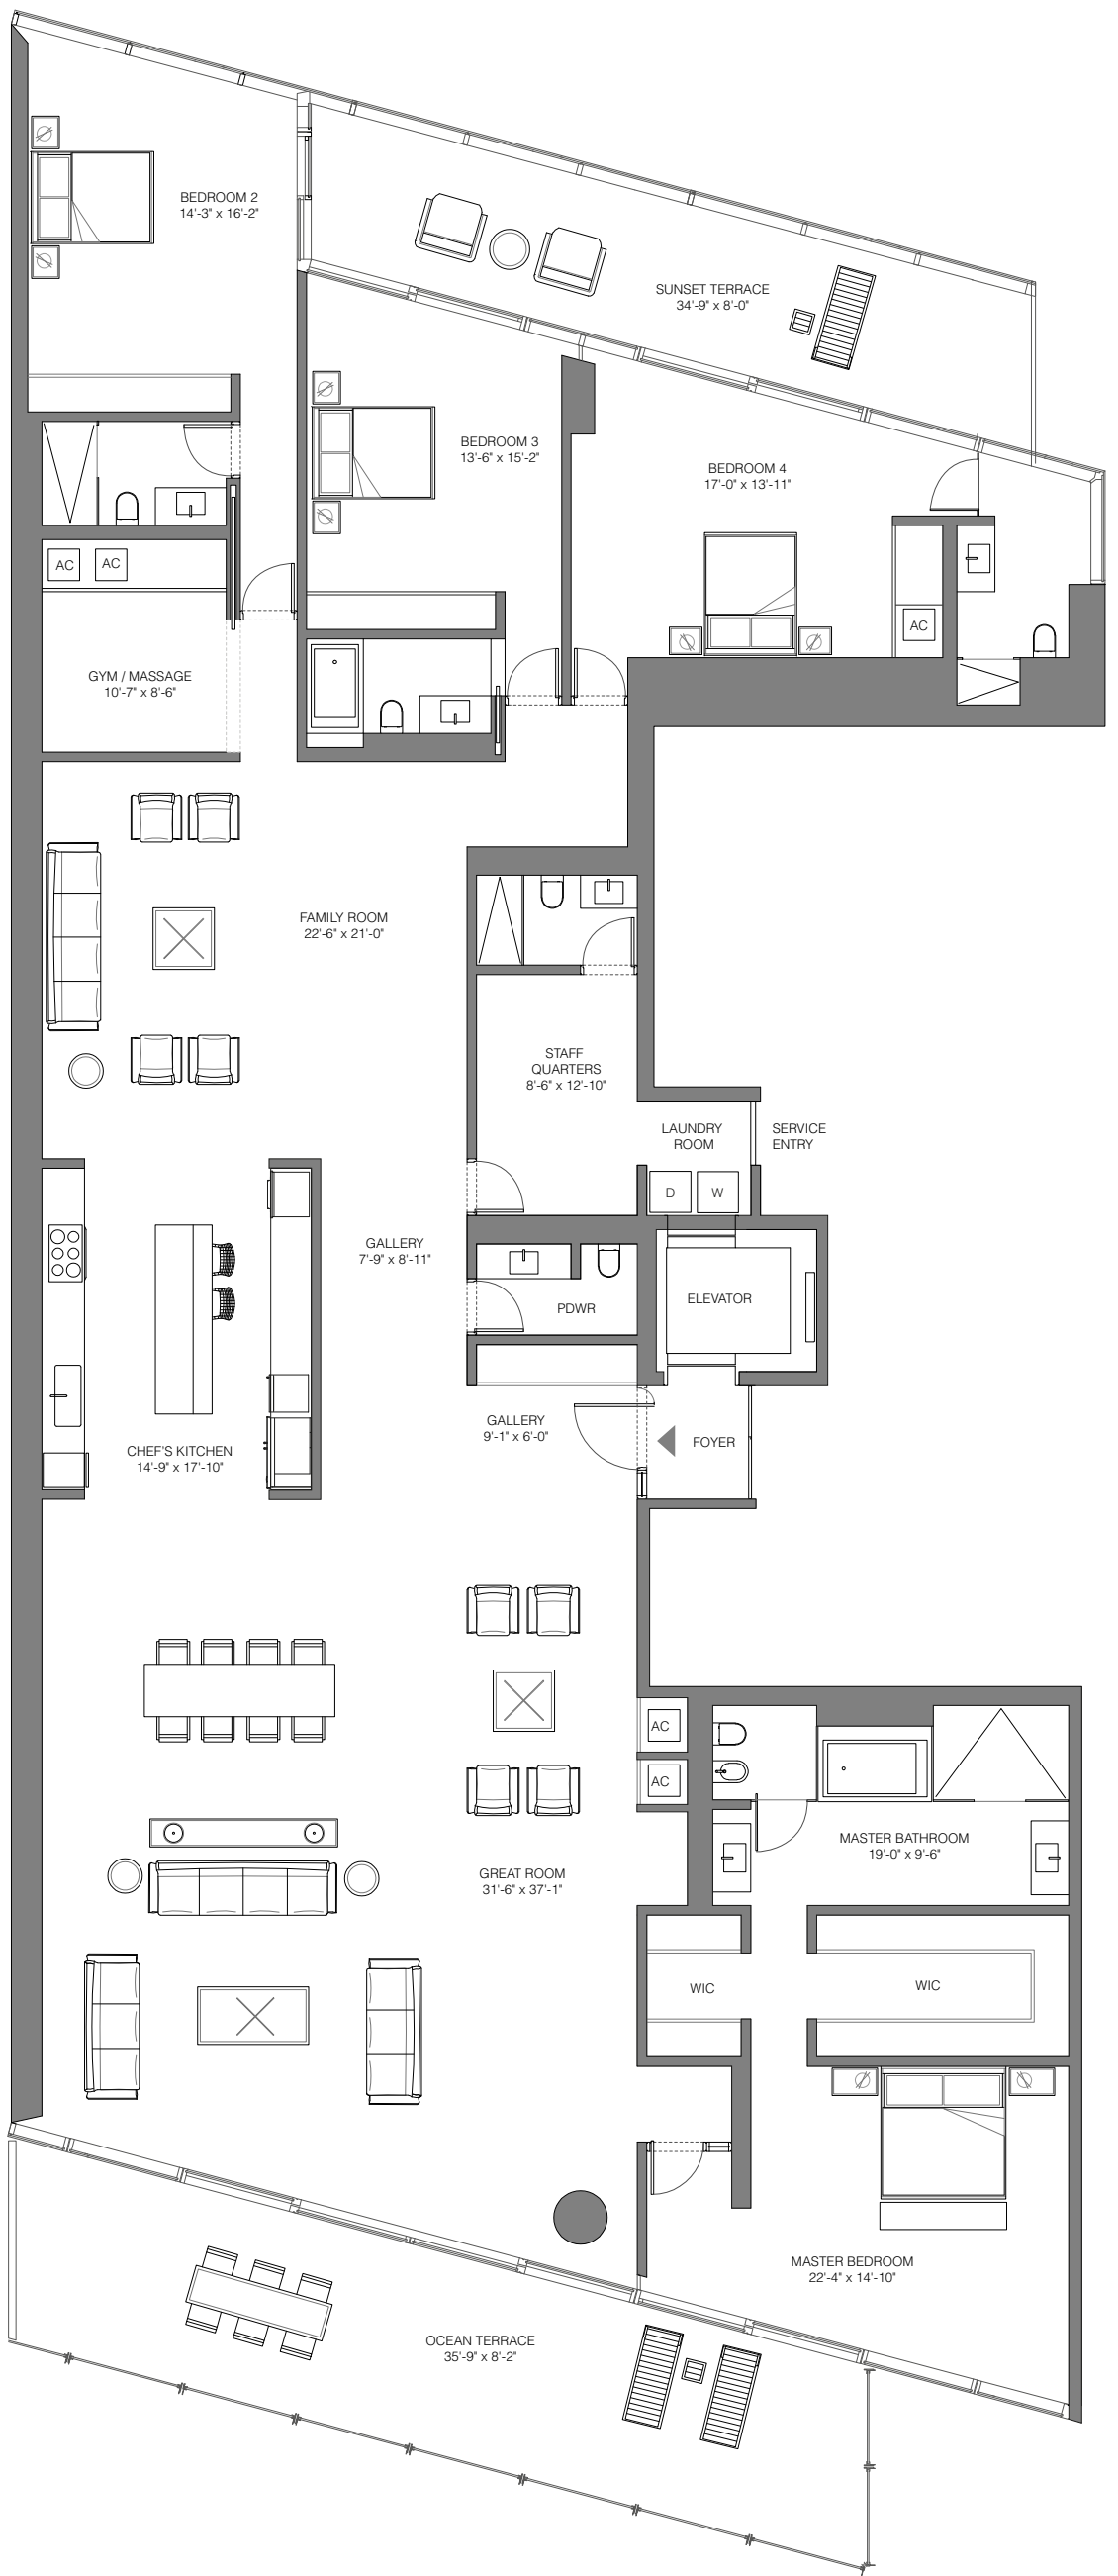 BEDROOM 2
14'-3" x 16'-2"
SUNSET TERRACE
34'-9" x 8'-0"
BEDROOM 3
13'-6" x 15'-2"
BEDROOM 4
17'-0" x 13'-11"
AC
AC
AC
GYM / MASSAGE
10'-7" x 8'-6"
FAMILY ROOM
22'-6" x 21'-0"
STAFF
QUARTERS
8'-6" x 12'-10"
LAUNDRY
ROOM
SERVICE
ENTRY
D
W
GALLERY
7'-9" x 8'-11"
PDWR
ELEVATOR
GALLERY
9'-1" x 6'-0"
FOYER
CHEF'S KITCHEN
14'-9" x 17'-10"
AC
AC
MASTER BATHROOM
19'-0" x 9'-6"
GREAT ROOM
31'-6" x 37'-1"
WIC
WIC
MASTER BEDROOM
22'-4" x 14'-10"
OCEAN TERRACE
35'-9" x 8'-2"